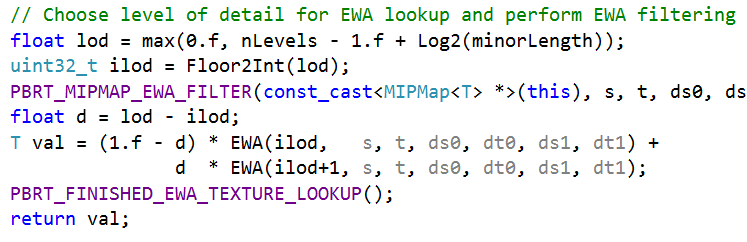 // Choose level of detail for EWA lookup and perform EWA filtering
float lod = max(0.f, nLevels - 1.f + Log2(minorLength));
uint32_t ilod = Floor2Int(lod);
PBRT_MIPMAP_EWA_FILTER(const_cast<MIPMap<T> *>(this), s, t, ds0, ds
float d = lod - ilod;
T val = (1.f - d) * EWA(ilod,   s, t, ds0, dt0, ds1, dt1) +
              d  * EWA(ilod+1, s, t, ds0, dt0, ds1, dt1);
PBRT_FINISHED_EWA_TEXTURE_LOOKUP();
return val;